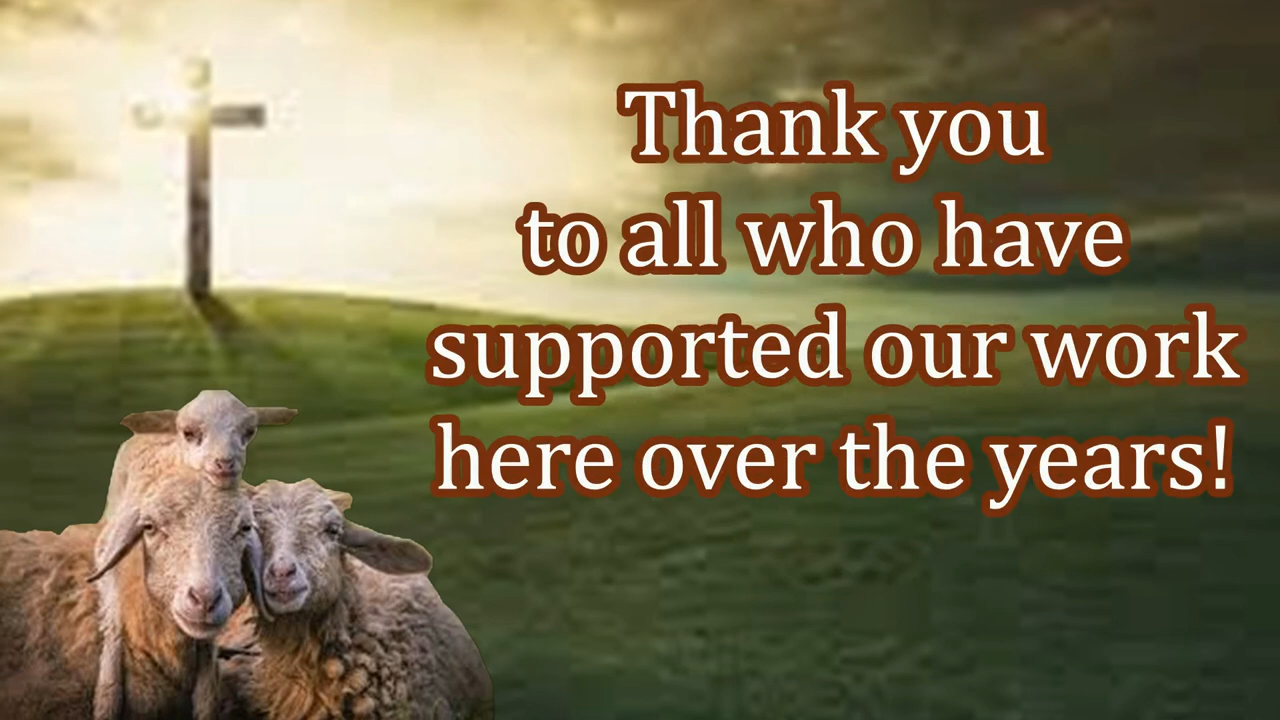 Thank you
to all who have
supported our work
here over the years!